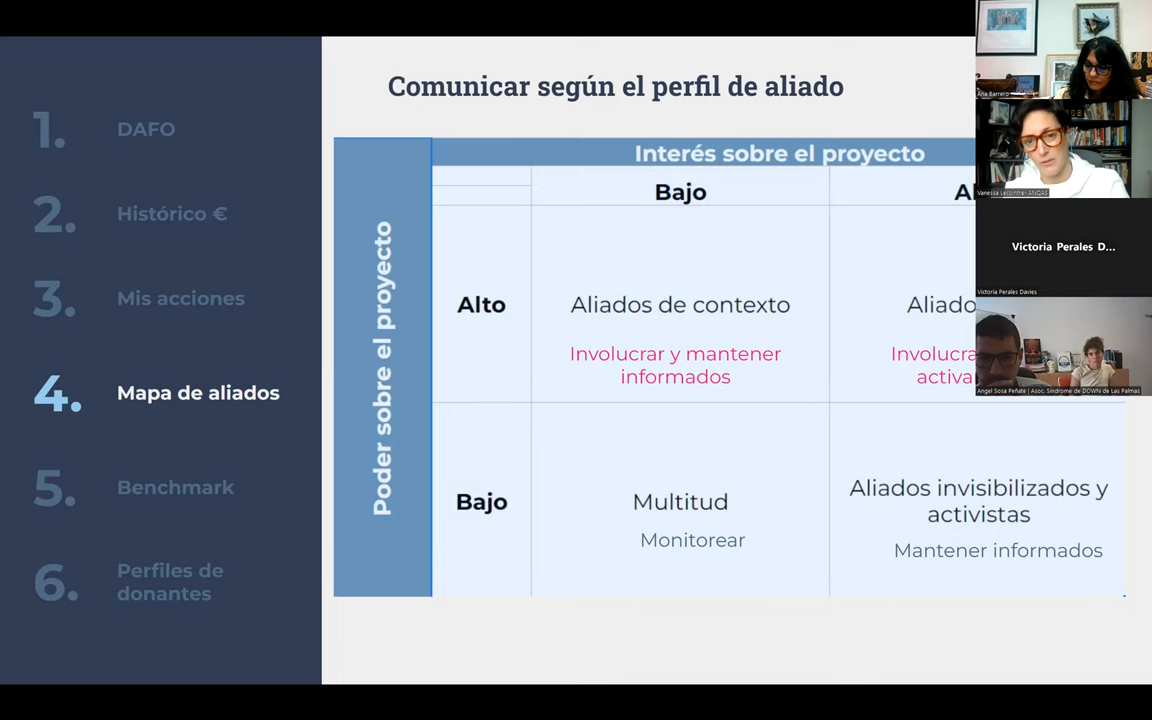 Comunicar según el perfil de aliado
1. DAFO
2. Histórico €
3. Mis acciones
4. Mapa de aliados
5. Benchmark
6. Perfiles de
donantes
Interés sobre el proyecto
Bajo
Poder sobre el proyecto
Alto
Aliados de contexto
Involucrar y mantener
informados
Bajo
Multitud
Monitorear
Aliados invisibilizados y
activistas
Mantener informados
Ana Barrero
Vanessa Lecointre- ANQAS
Victoria Perales D...
Victoria Perales Davies
Angel Sosa Peñate | Asoc. Síndrome de DOWN de Las Palmas